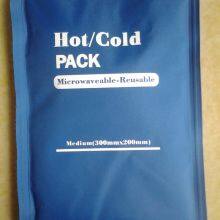 Hot/Cold
PACK
Microwaveable-Reusable
Medium(300mmx200mm)